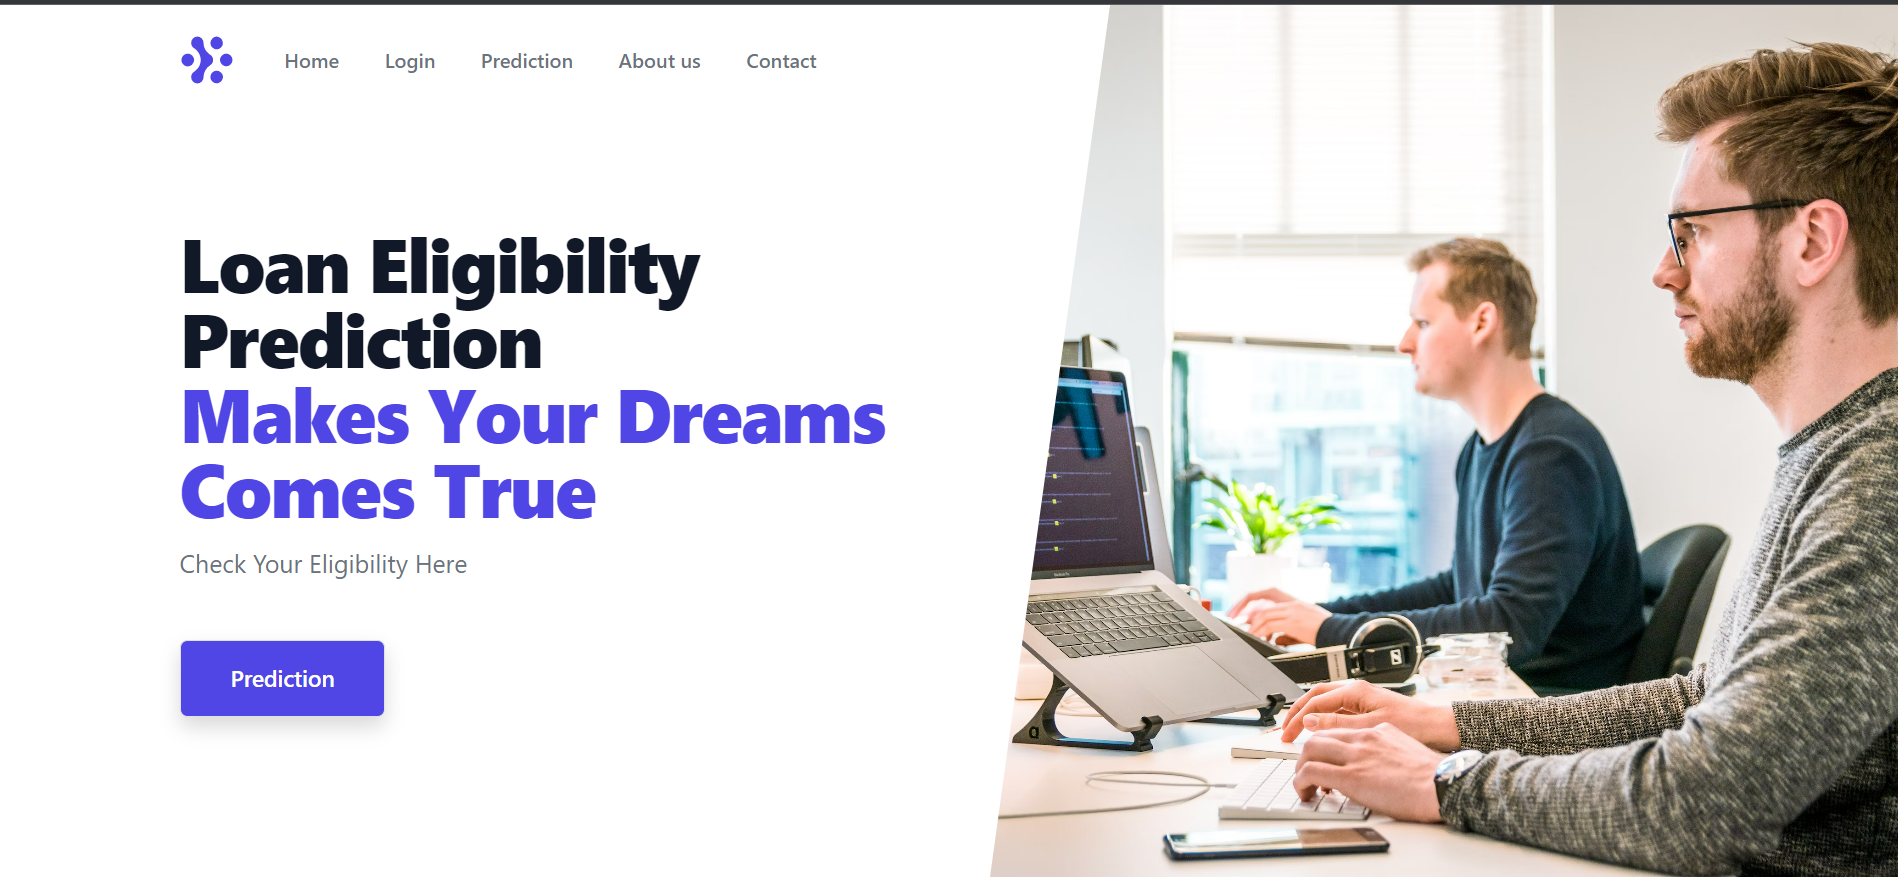 Home Login Prediction About us Contact
Loan Eligibility
Prediction
Makes Your Dreams
Comes True
Check Your Eligibility Here
Prediction